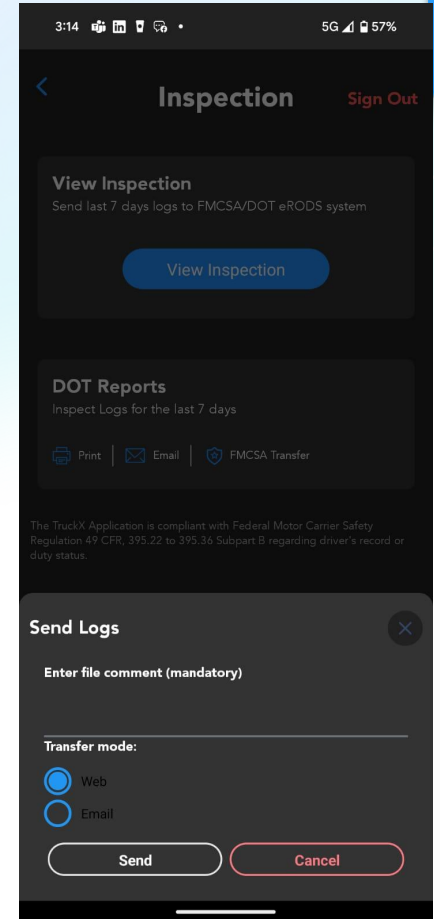 3:14
5G 57%
Inspection
Sign Out
View Inspection
Send last 7 days logs to FMCSA/DOT eRODS system
View Inspection
DOT Reports
Inspect Logs for the last 7 days
Print
Email
FMCSA Transfer
The TruckX Application is compliant with Federal Motor Carrier Safety
Regulation 49 CFR, 395.22 to 395.36 Subpart B regarding driver's record or
duty status.
Send Logs
Enter file comment (mandatory)
Transfer mode:
Web
Email
Send
Cancel